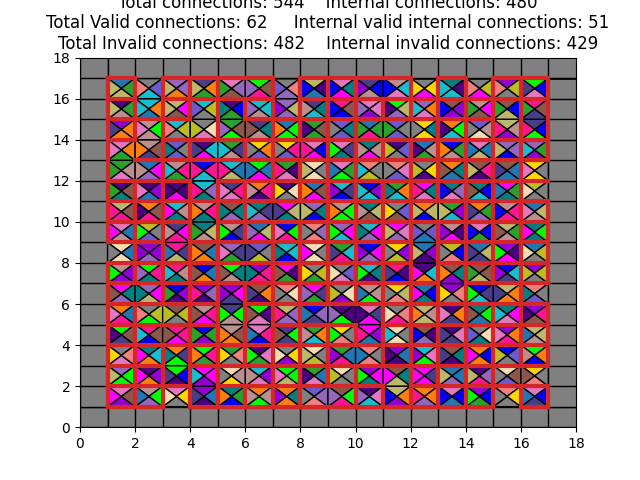 Total connections: 544    Internal connections: 480
Total Valid connections: 62    Internal valid internal connections: 51
Total Invalid connections: 482    Internal invalid connections: 429
18
16
14
12
10
8
6
4
2
0
0 2 4 6 8 10 12 14 16 18